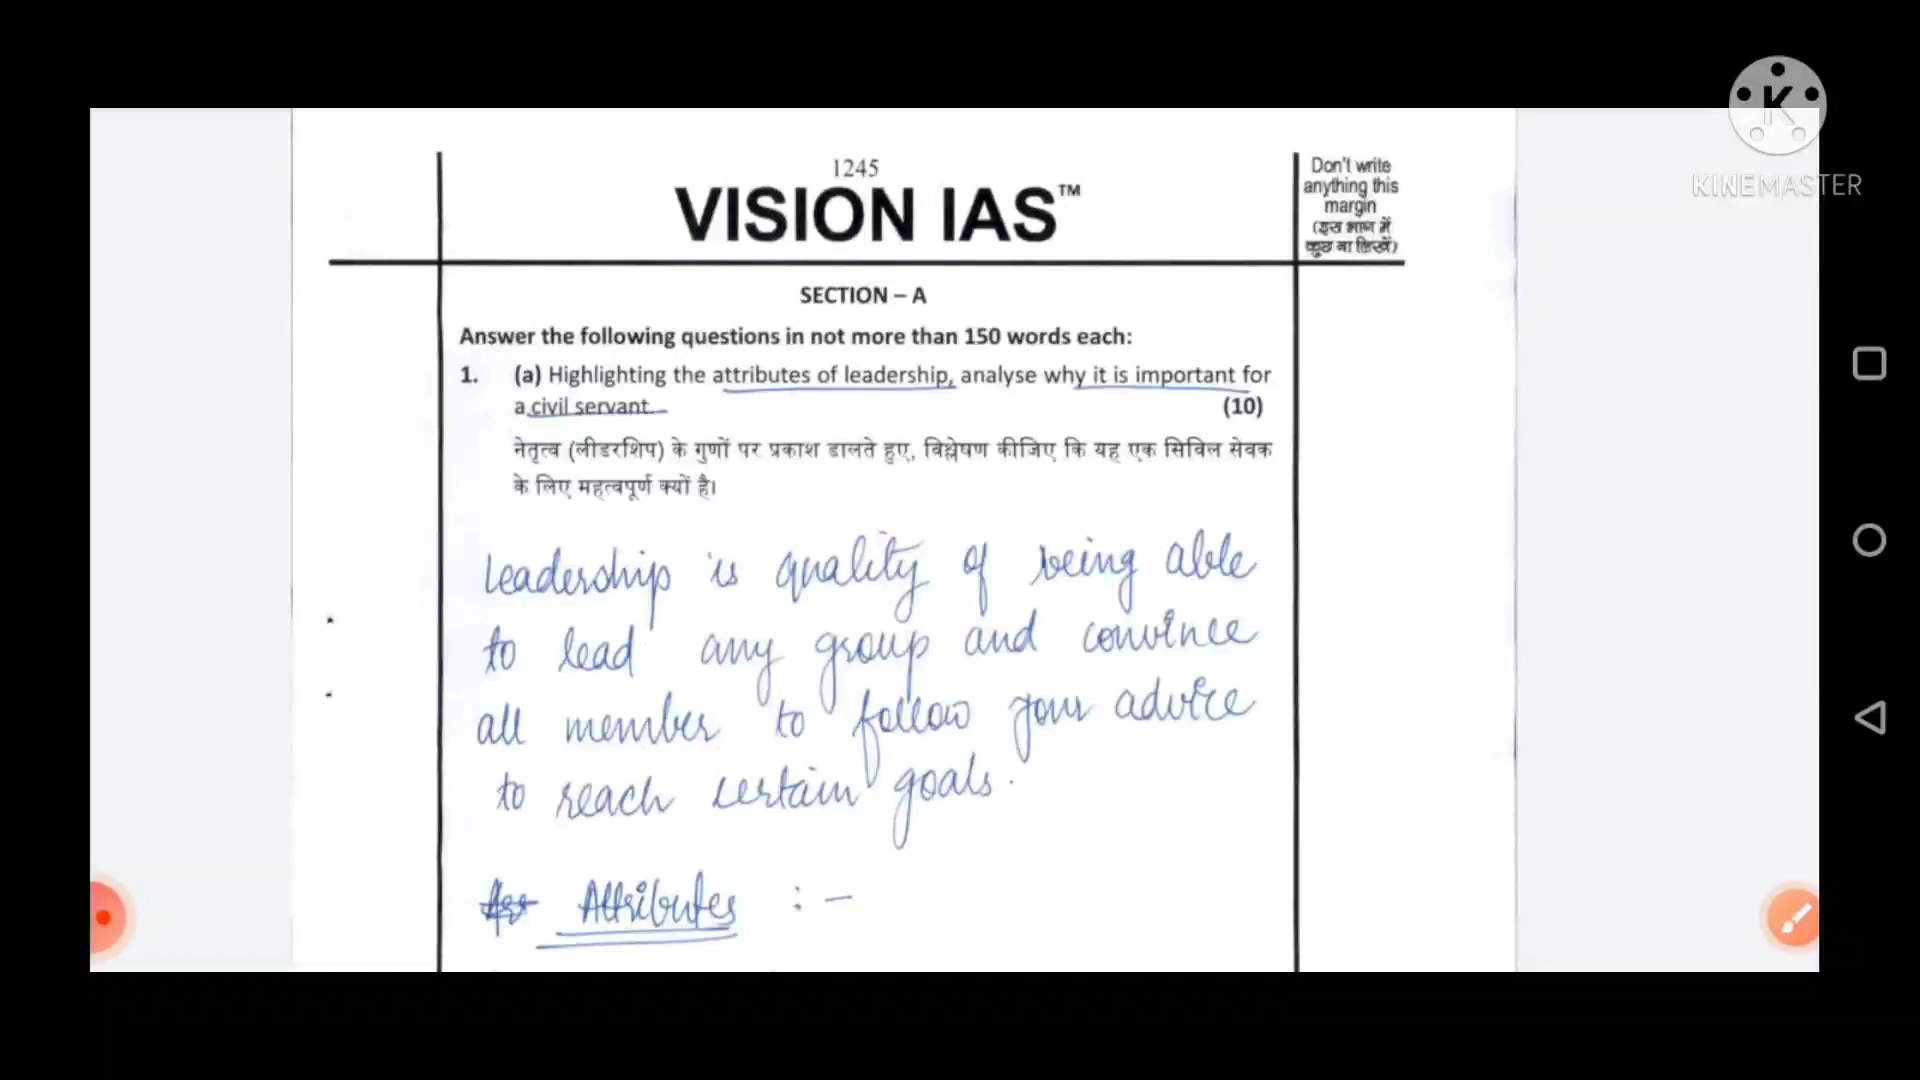 1245
VISION IAS™
Don't write
anything this
margin
(इस भाग में
कुछ ना लिखें)
KINEMASTER
SECTION – A
Answer the following questions in not more than 150 words each:
1. (a) Highlighting the attributes of leadership, analyse why it is important for
a civil servant. (10)
नेतृत्व (लीडरशिप) के गुणों पर प्रकाश डालते हुए, विश्लेषण कीजिए कि यह एक सिविल सेवक
के लिए महत्वपूर्ण क्यों है।
Leadership is quality of being able
to lead any group and convince
all member to follow your advice
to reach certain goals.
Attributes : –